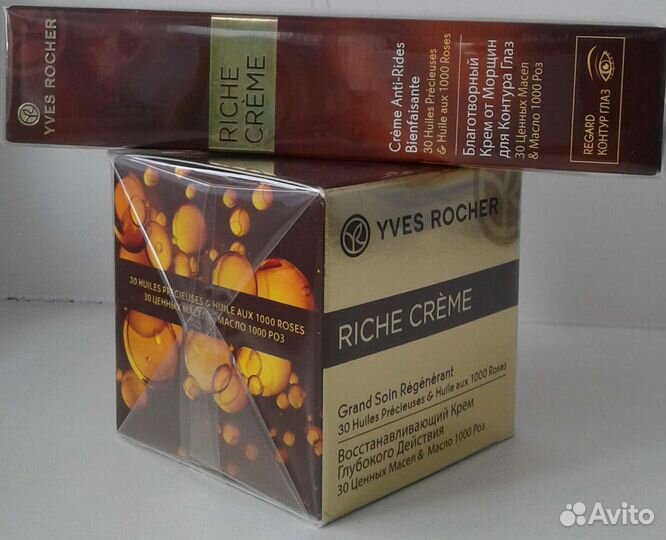 YVES ROCHER
RICHE
CRÈME
Crème Anti-Rides
Bienfaisante
30 Huiles Précieuses
& Huile aux 1000 Roses
Благотворный
Крем от Морщин
для Контура Глаз
30 Ценных Масел
& Масло 1000 Роз
REGARD
КОНТУР ГЛАЗ
30 HUILES PRÉCIEUSES & HUILE AUX 1000 ROSES
30 ЦЕННЫХ МАСЕЛ & МАСЛО 1000 РОЗ
YVES ROCHER
RICHE CRÈME
Grand Soin Régénérant
30 Huiles Précieuses & Huile aux 1000 Roses
Восстанавливающий Крем
Глубокого Действия
30 Ценных Масел & Масло 1000 Роз
Avito